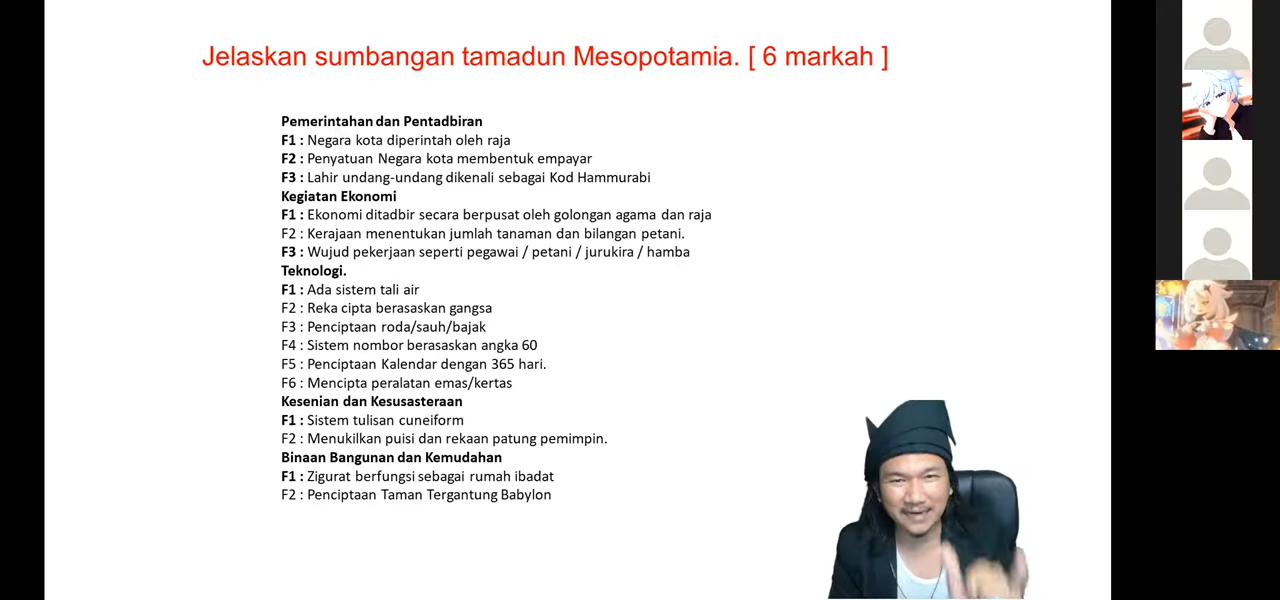 Jelaskan sumbangan tamadun Mesopotamia. [ 6 markah ]
Pemerintahan dan Pentadbiran
F1 : Negara kota diperintah oleh raja
F2 : Penyatuan Negara kota membentuk empayar
F3 : Lahir undang-undang dikenali sebagai Kod Hammurabi
Kegiatan Ekonomi
F1 : Ekonomi ditadbir secara berpusat oleh golongan agama dan raja
F2 : Kerajaan menentukan jumlah tanaman dan bilangan petani.
F3 : Wujud pekerjaan seperti pegawai / petani / jurukira / hamba
Teknologi.
F1 : Ada sistem tali air
F2 : Reka cipta berasaskan gangsa
F3 : Penciptaan roda/sauh/bajak
F4 : Sistem nombor berasaskan angka 60
F5 : Penciptaan Kalendar dengan 365 hari.
F6 : Mencipta peralatan emas/kertas
Kesenian dan Kesusasteraan
F1 : Sistem tulisan cuneiform
F2 : Menukilkan puisi dan rekaan patung pemimpin.
Binaan Bangunan dan Kemudahan
F1 : Zigurat berfungsi sebagai rumah ibadat
F2 : Penciptaan Taman Tergantung Babylon